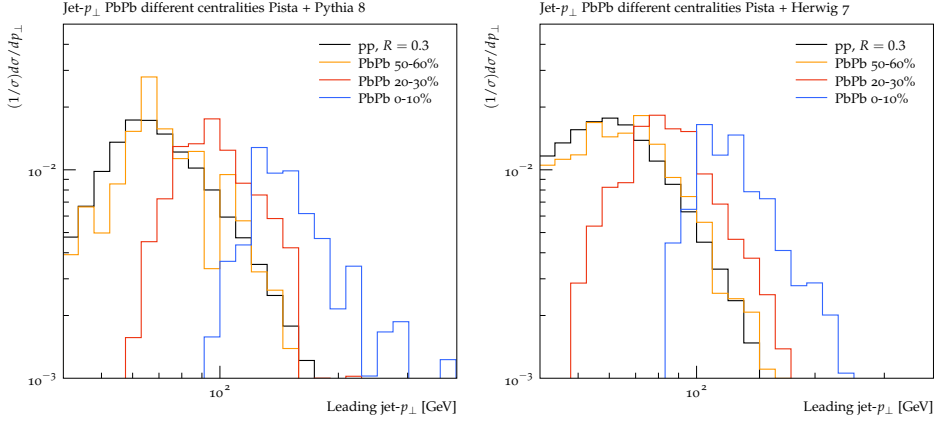 Jet-p⊥ PbPb different centralities Pista + Pythia 8
(1/σ)dσ/dp⊥
pp, R = 0.3
PbPb 50-60%
PbPb 20-30%
PbPb 0-10%
10⁻²
10⁻³
10²
Leading jet-p⊥ [GeV]
Jet-p⊥ PbPb different centralities Pista + Herwig 7
(1/σ)dσ/dp⊥
pp, R = 0.3
PbPb 50-60%
PbPb 20-30%
PbPb 0-10%
10⁻²
10⁻³
10²
Leading jet-p⊥ [GeV]